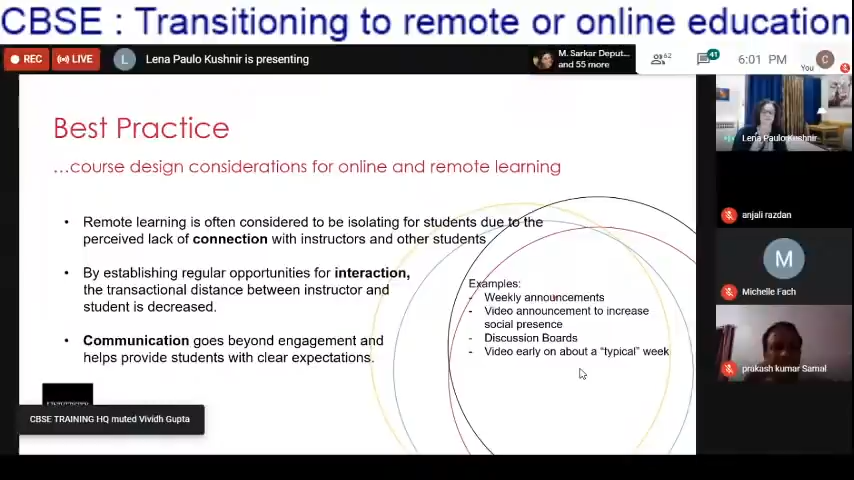 CBSE : Transitioning to remote or online education
REC
LIVE
L
Lena Paulo Kushnir is presenting
M. Sarkar Deput...
and 55 more
62
41
6:01 PM
You
C
Best Practice
…course design considerations for online and remote learning
• Remote learning is often considered to be isolating for students due to the
perceived lack of connection with instructors and other students
• By establishing regular opportunities for interaction,
the transactional distance between instructor and
student is decreased.
• Communication goes beyond engagement and
helps provide students with clear expectations.
Examples:
- Weekly announcements
- Video announcement to increase
social presence
- Discussion Boards
- Video early on about a “typical” week
CBSE TRAINING HQ muted Vividh Gupta
Lena Paulo Kushnir
anjali razdan
M
Michelle Fach
prakash kumar Samal